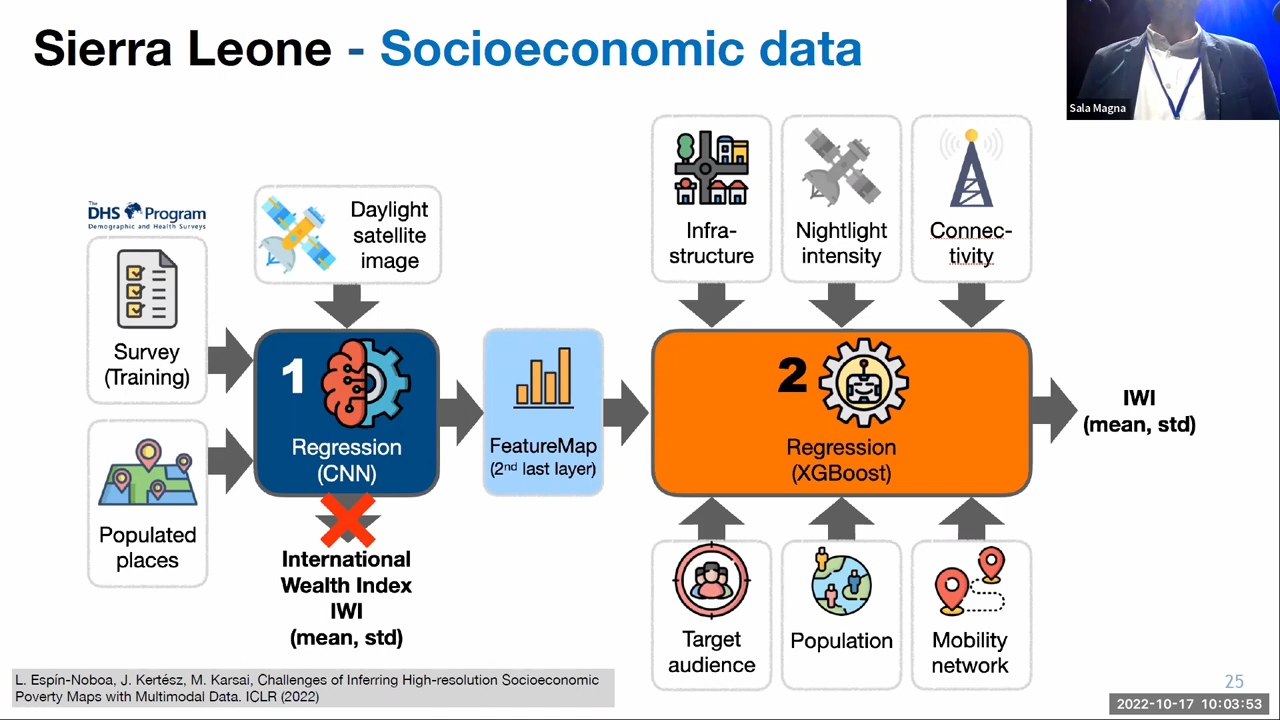 Sierra Leone - Socioeconomic data
Sala Magna
The
DHS Program
Demographic and Health Surveys
Survey
(Training)
Populated
places
Daylight
satellite
image
1
Regression
(CNN)
International
Wealth Index
IWI
(mean, std)
FeatureMap
(2nd last layer)
Infra-
structure
Nightlight
intensity
Connec-
tivity
2
Regression
(XGBoost)
Target
audience
Population
Mobility
network
IWI
(mean, std)
L. Espín-Noboa, J. Kertész, M. Karsai, Challenges of Inferring High-resolution Socioeconomic
Poverty Maps with Multimodal Data. ICLR (2022)
25
2022-10-17 10:03:53